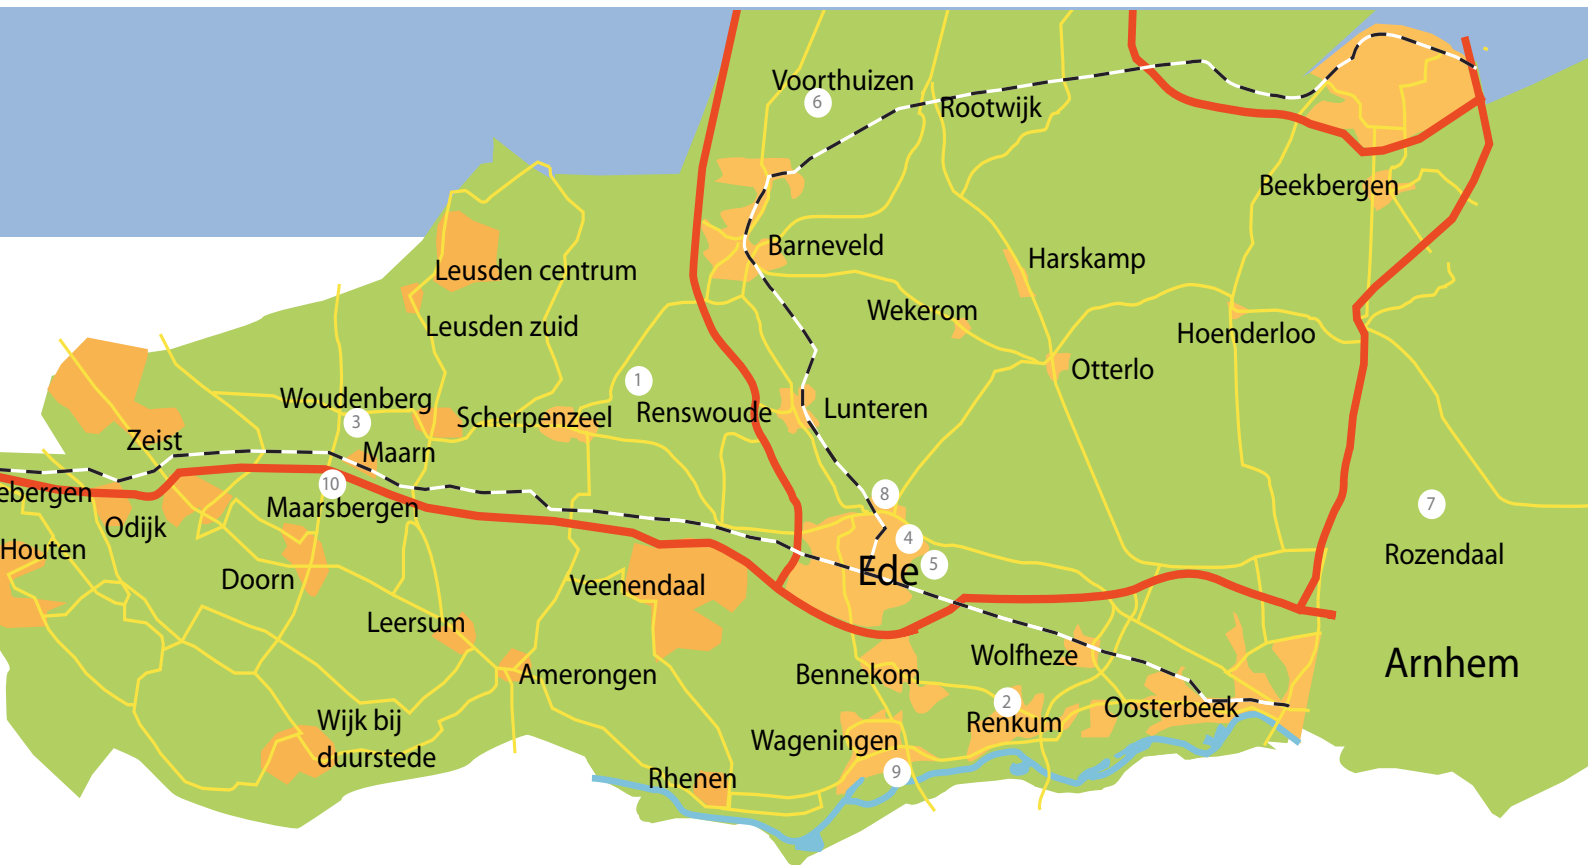 Voorthuizen
6
Rootwijk
Beekbergen
Barneveld
Harskamp
Leusden centrum
Wekerom
Leusden zuid
Hoenderloo
Otterlo
1
Woudenberg
Scherpenzeel
Renswoude
Lunteren
3
Zeist
Maarn
10
8
7
ebergen
Maarsbergen
Odijk
4
Houten
Rozendaal
5
Ede
Doorn
Veenendaal
Leersum
Wolfheze
Arnhem
Amerongen
Bennekom
2
Oosterbeek
Renkum
Wijk bij
duurstede
Wageningen
9
Rhenen